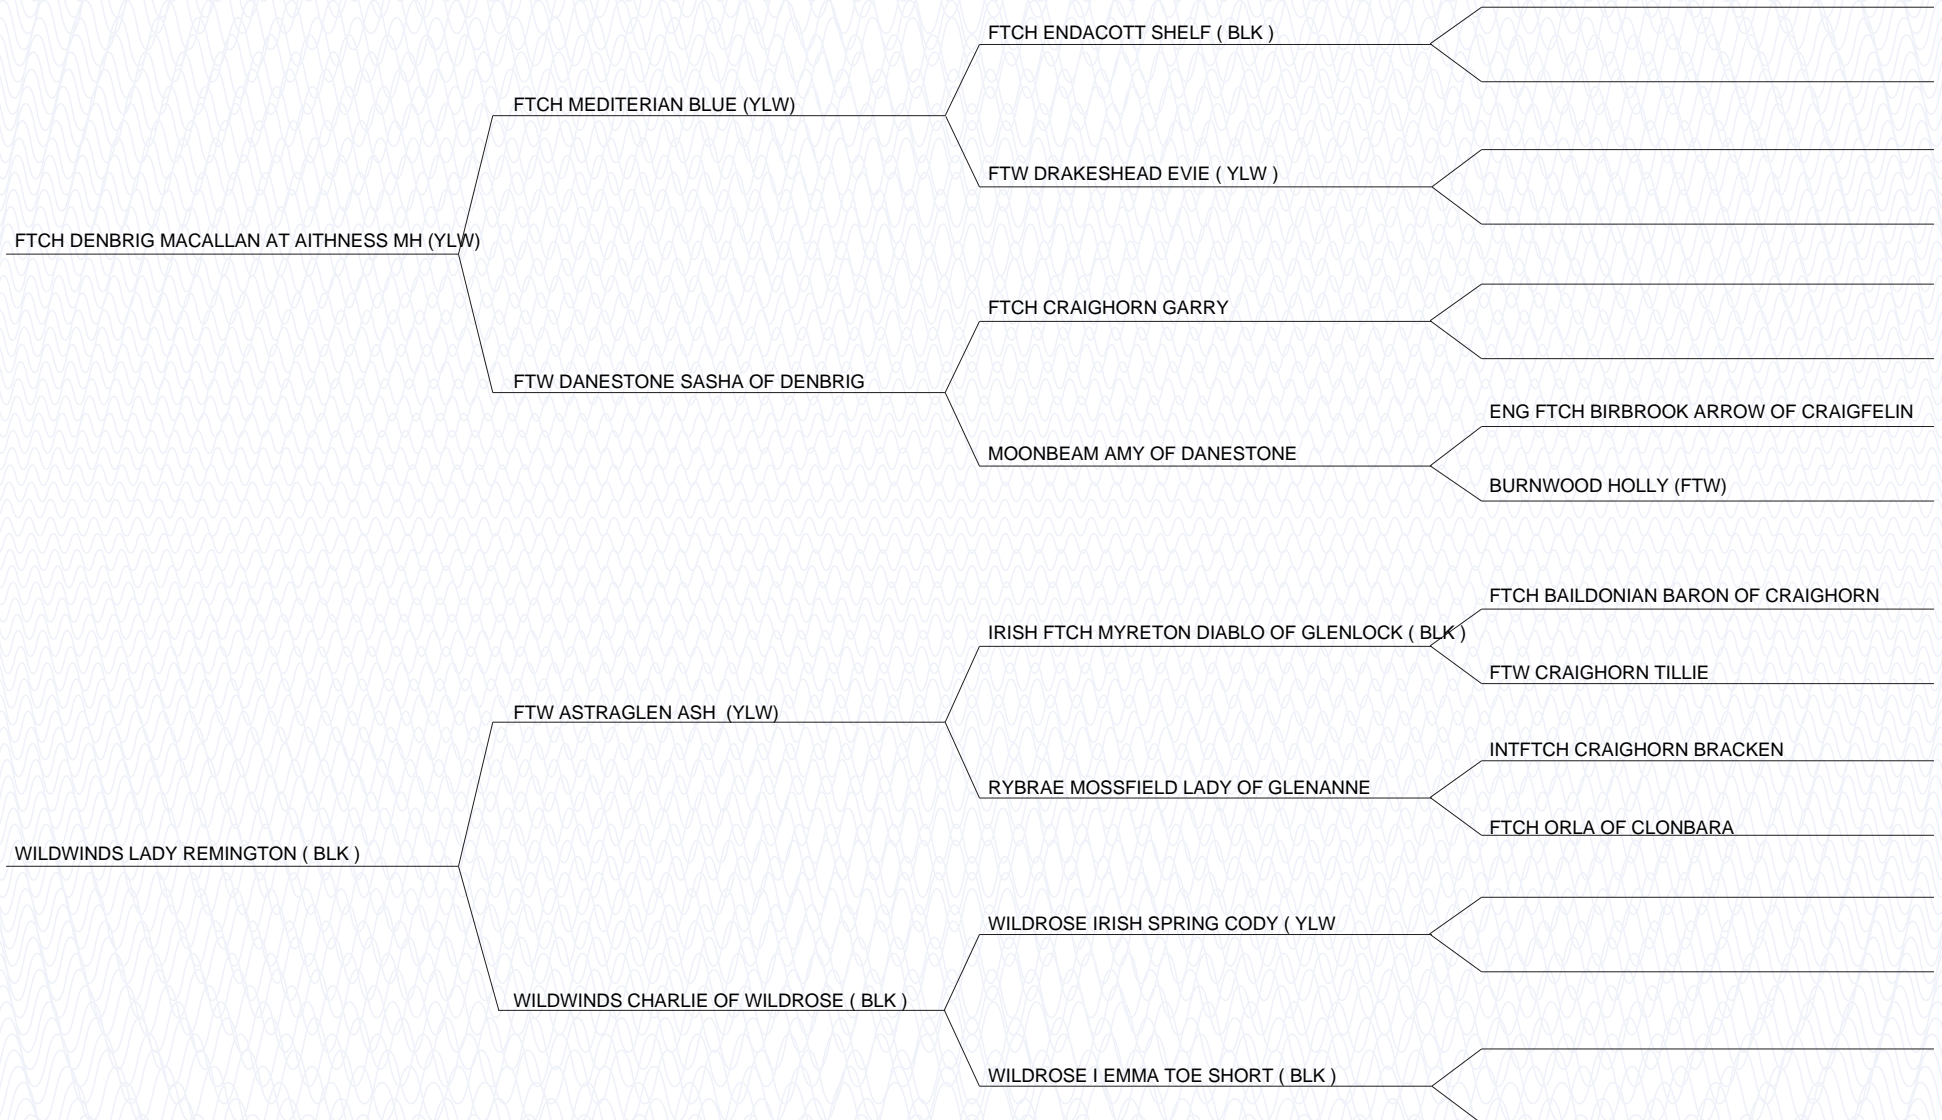 FTCH ENDACOTT SHELF ( BLK )
FTCH MEDITERIAN BLUE (YLW)
FTW DRAKESHEAD EVIE ( YLW )
FTCH DENBRIG MACALLAN AT AITHNESS MH (YLW)
FTCH CRAIGHORN GARRY
FTW DANESTONE SASHA OF DENBRIG
ENG FTCH BIRBROOK ARROW OF CRAIGFELIN
MOONBEAM AMY OF DANESTONE
BURNWOOD HOLLY (FTW)
FTCH BAILDONIAN BARON OF CRAIGHORN
IRISH FTCH MYRETON DIABLO OF GLENLOCK ( BLK )
FTW CRAIGHORN TILLIE
FTW ASTRAGLEN ASH (YLW)
INTFTCH CRAIGHORN BRACKEN
RYBRAE MOSSFIELD LADY OF GLENANNE
FTCH ORLA OF CLONBARA
WILDWINDS LADY REMINGTON ( BLK )
WILDROSE IRISH SPRING CODY ( YLW
WILDWINDS CHARLIE OF WILDROSE ( BLK )
WILDROSE I EMMA TOE SHORT ( BLK )